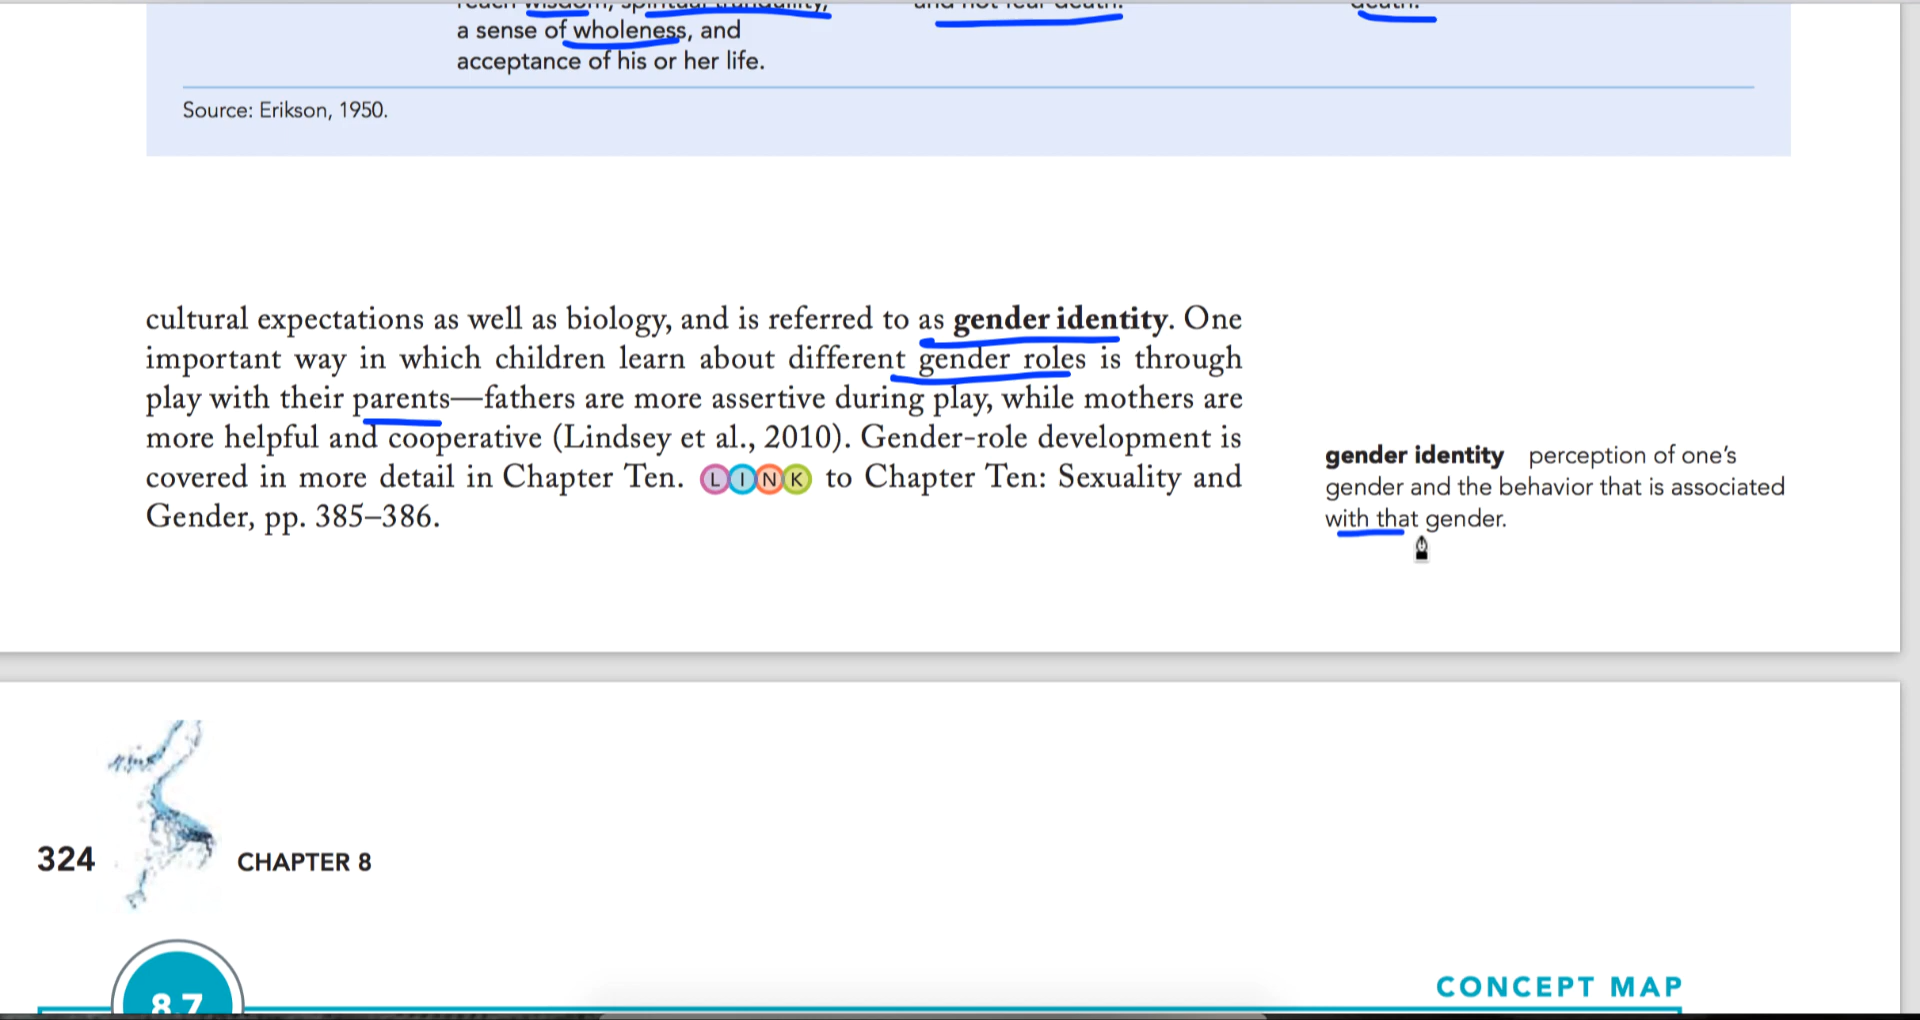 a sense of wholeness, and
acceptance of his or her life.
Source: Erikson, 1950.
cultural expectations as well as biology, and is referred to as gender identity. One
important way in which children learn about different gender roles is through
play with their parents—fathers are more assertive during play, while mothers are
more helpful and cooperative (Lindsey et al., 2010). Gender-role development is
covered in more detail in Chapter Ten. LINK to Chapter Ten: Sexuality and
Gender, pp. 385–386.
gender identity perception of one’s
gender and the behavior that is associated
with that gender.
324
CHAPTER 8
8.7
CONCEPT MAP